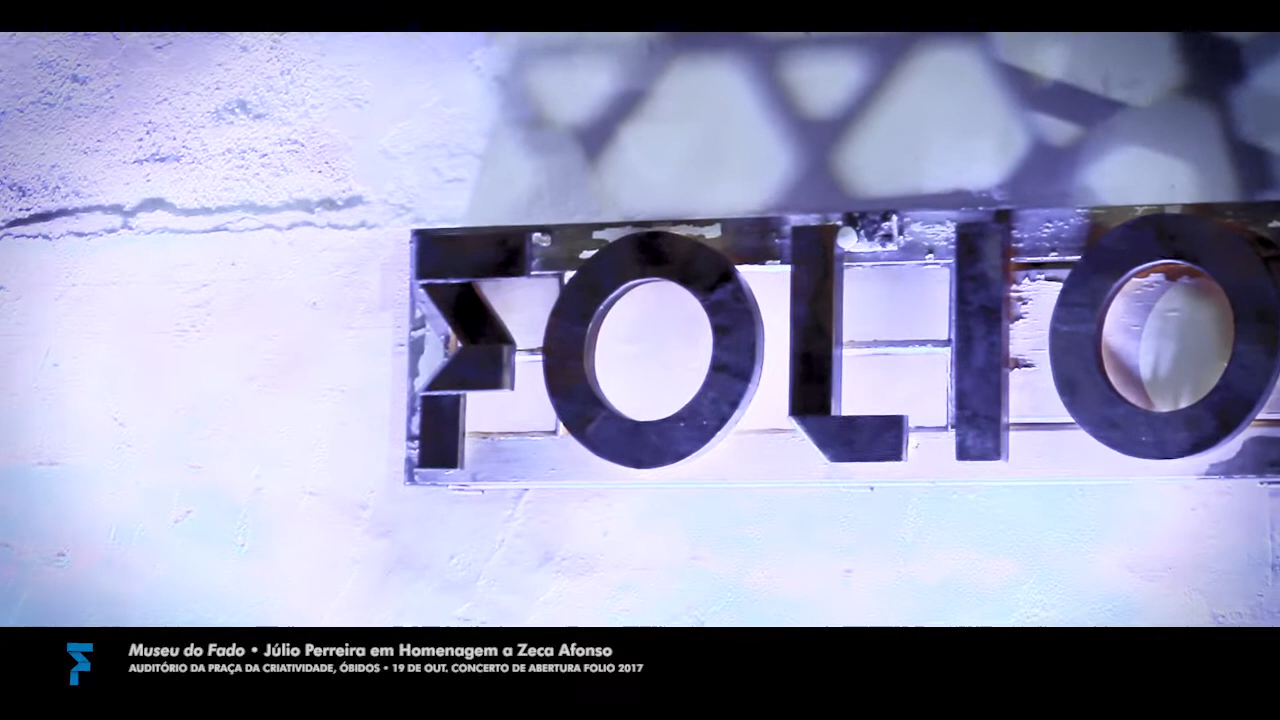 FOLIO
Museu do Fado • Júlio Perreira em Homenagem a Zeca Afonso
AUDITÓRIO DA PRAÇA DA CRIATIVIDADE, ÓBIDOS • 19 DE OUT. CONCERTO DE ABERTURA FOLIO 2017